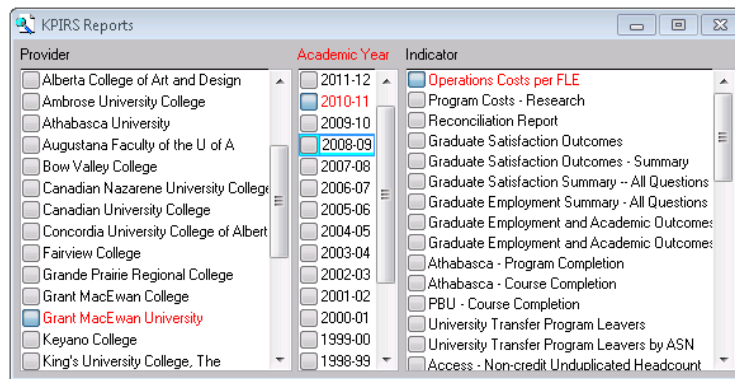 KPIRS Reports
Provider
Academic Year
Indicator
Alberta College of Art and Design
Ambrose University College
Athabasca University
Augustana Faculty of the U of A
Bow Valley College
Canadian Nazarene University College
Canadian University College
Concordia University College of Albert
Fairview College
Grande Prairie Regional College
Grant MacEwan College
Grant MacEwan University
Keyano College
King's University College, The
2011-12
2010-11
2009-10
2008-09
2007-08
2006-07
2005-06
2004-05
2003-04
2002-03
2001-02
2000-01
1999-00
1998-99
Operations Costs per FLE
Program Costs - Research
Reconciliation Report
Graduate Satisfaction Outcomes
Graduate Satisfaction Outcomes - Summary
Graduate Satisfaction Summary -- All Questions
Graduate Employment Summary - All Questions
Graduate Employment and Academic Outcomes
Graduate Employment and Academic Outcomes
Athabasca - Program Completion
Athabasca - Course Completion
PBU - Course Completion
University Transfer Program Leavers
University Transfer Program Leavers by ASN
Access - Non-credit Unduplicated Headcount